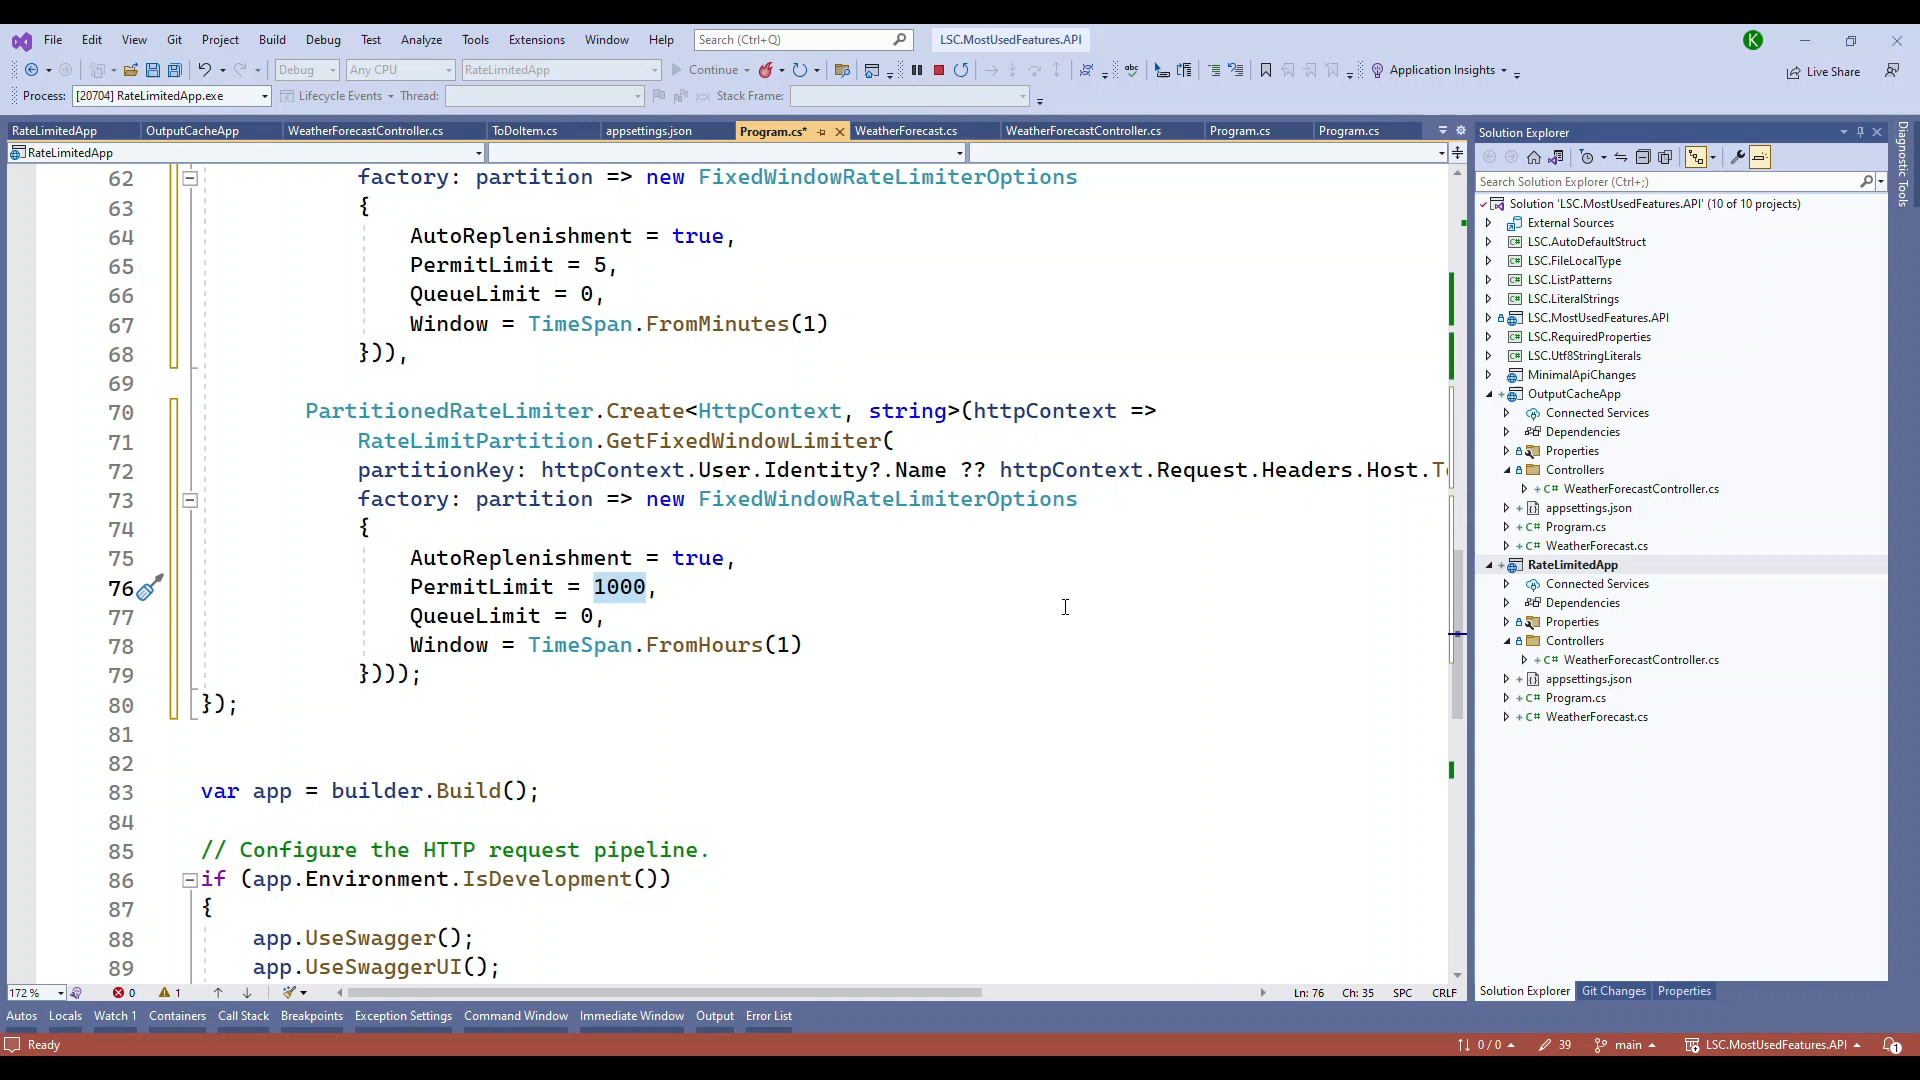 File Edit View Git Project Build Debug Test Analyze Tools Extensions Window Help Search (Ctrl+Q) LSC.MostUsedFeatures.API K
Debug Any CPU RateLimitedApp Continue Application Insights Live Share
Process: [20704] RateLimitedApp.exe Lifecycle Events Thread: Stack Frame:
RateLimitedApp OutputCacheApp WeatherForecastController.cs ToDoItem.cs appsettings.json Program.cs* WeatherForecast.cs WeatherForecastController.cs Program.cs Program.cs
RateLimitedApp
62 factory: partition => new FixedWindowRateLimiterOptions
63 {
64 AutoReplenishment = true,
65 PermitLimit = 5,
66 QueueLimit = 0,
67 Window = TimeSpan.FromMinutes(1)
68 })),
69
70 PartitionedRateLimiter.Create<HttpContext, string>(httpContext =>
71 RateLimitPartition.GetFixedWindowLimiter(
72 partitionKey: httpContext.User.Identity?.Name ?? httpContext.Request.Headers.Host.T
73 factory: partition => new FixedWindowRateLimiterOptions
74 {
75 AutoReplenishment = true,
76 PermitLimit = 1000,
77 QueueLimit = 0,
78 Window = TimeSpan.FromHours(1)
79 })));
80 });
81
82
83 var app = builder.Build();
84
85 // Configure the HTTP request pipeline.
86 if (app.Environment.IsDevelopment())
87 {
88 app.UseSwagger();
89 app.UseSwaggerUI();
172 % 0 1 Ln: 76 Ch: 35 SPC CRLF
Solution Explorer
Search Solution Explorer (Ctrl+;)
Solution 'LSC.MostUsedFeatures.API' (10 of 10 projects)
External Sources
LSC.AutoDefaultStruct
LSC.FileLocalType
LSC.ListPatterns
LSC.LiteralStrings
LSC.MostUsedFeatures.API
LSC.RequiredProperties
LSC.Utf8StringLiterals
MinimalApiChanges
OutputCacheApp
Connected Services
Dependencies
Properties
Controllers
C# WeatherForecastController.cs
appsettings.json
C# Program.cs
C# WeatherForecast.cs
RateLimitedApp
Connected Services
Dependencies
Properties
Controllers
C# WeatherForecastController.cs
appsettings.json
C# Program.cs
C# WeatherForecast.cs
Solution Explorer Git Changes Properties
Diagnostic Tools
Autos Locals Watch 1 Containers Call Stack Breakpoints Exception Settings Command Window Immediate Window Output Error List
Ready 0 / 0 39 main LSC.MostUsedFeatures.API 1